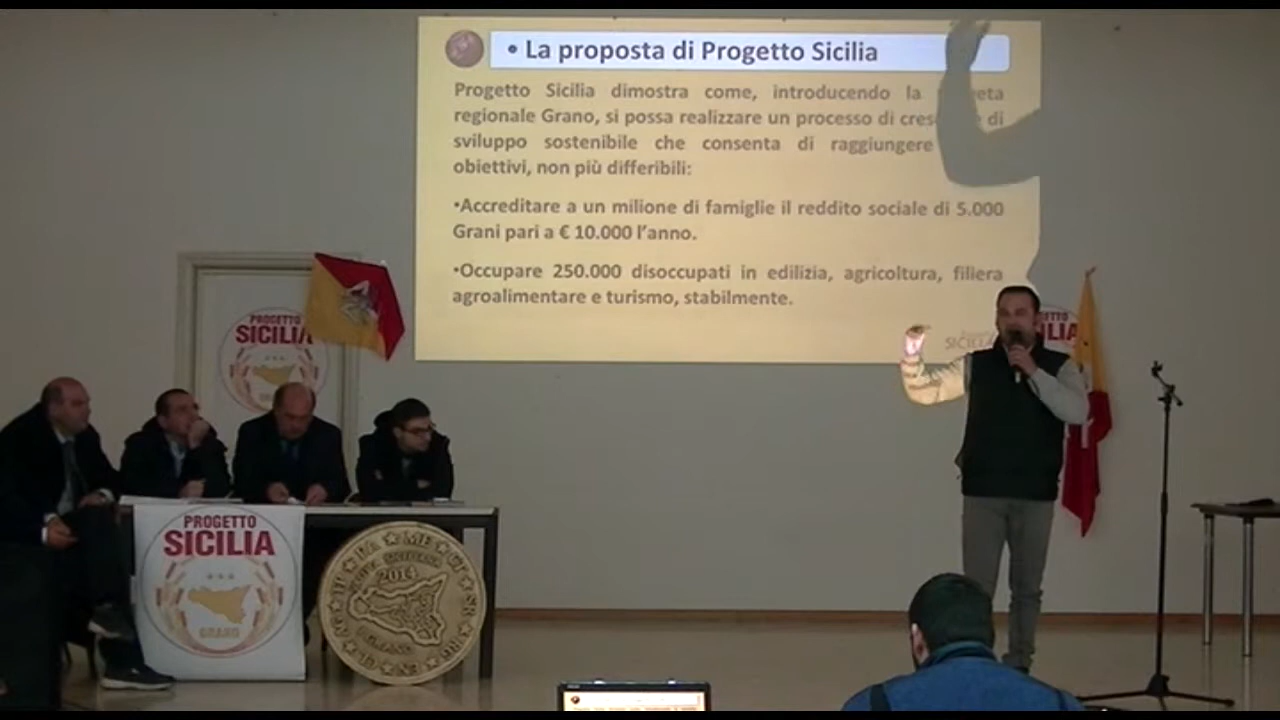 • La proposta di Progetto Sicilia
Progetto Sicilia dimostra come, introducendo la
regionale Grano, si possa realizzare un processo di di
sviluppo sostenibile che consenta di raggiungere
obiettivi, non più differibili:
•Accreditare a un milione di famiglie il reddito sociale di 5.000
Grani pari a € 10.000 l'anno.
•Occupare 250.000 disoccupati in edilizia, agricoltura, filiera
agroalimentare e turismo, stabilmente.
PROGETTO
SICILIA
PROGETTO
SICILIA
GRANO
2014